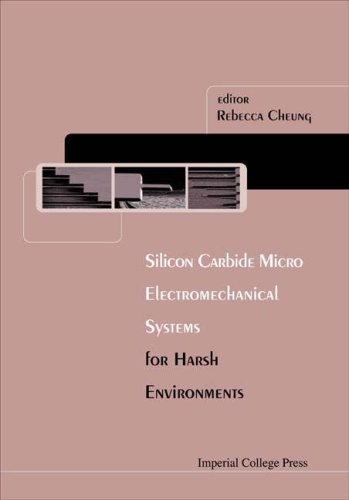 editor
Rebecca Cheung
Silicon Carbide Micro
Electromechanical
Systems
for Harsh
Environments
Imperial College Press